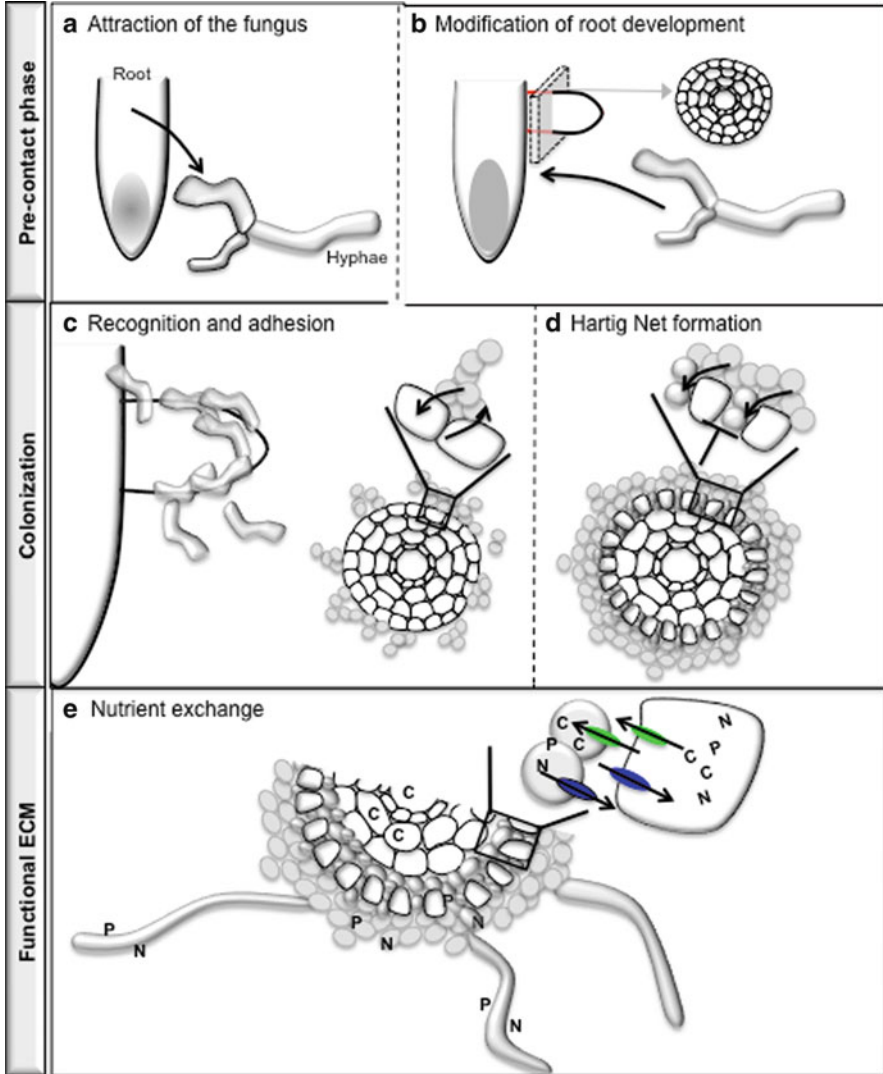 Pre-contact phase
a Attraction of the fungus
Root
Hyphae
b Modification of root development
Colonization
c Recognition and adhesion
d Hartig Net formation
Functional ECM
e Nutrient exchange
C
P C
N
N
P
C
C
N
C
C
C
P
P
N
N
P
N
P
N